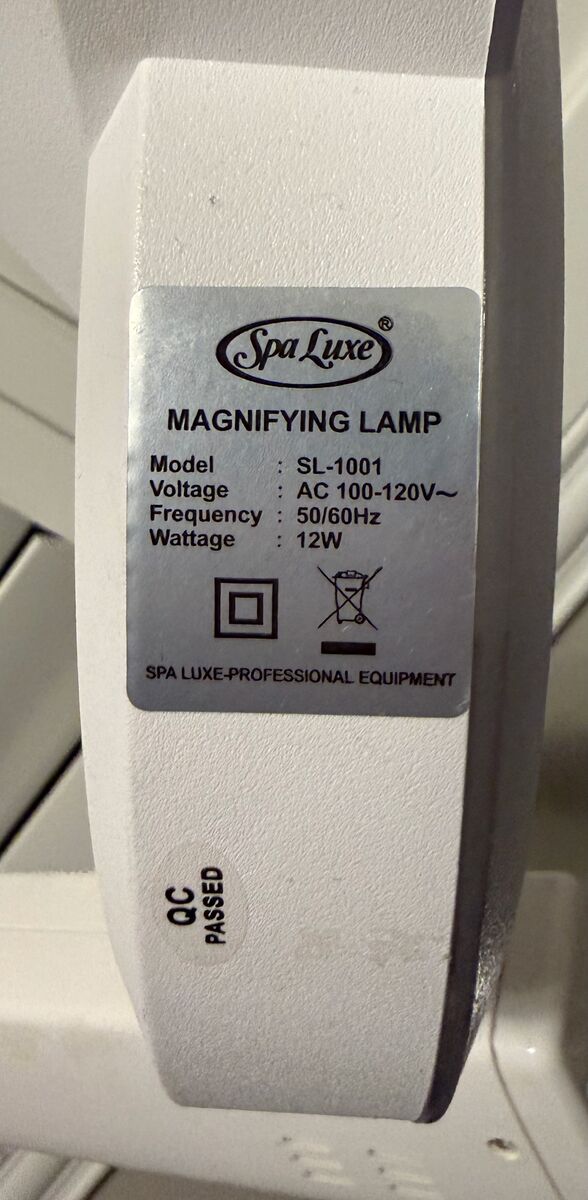 Spa Luxe®
MAGNIFYING LAMP
Model : SL-1001
Voltage : AC 100-120V~
Frequency : 50/60Hz
Wattage : 12W
SPA LUXE-PROFESSIONAL EQUIPMENT
QC
PASSED